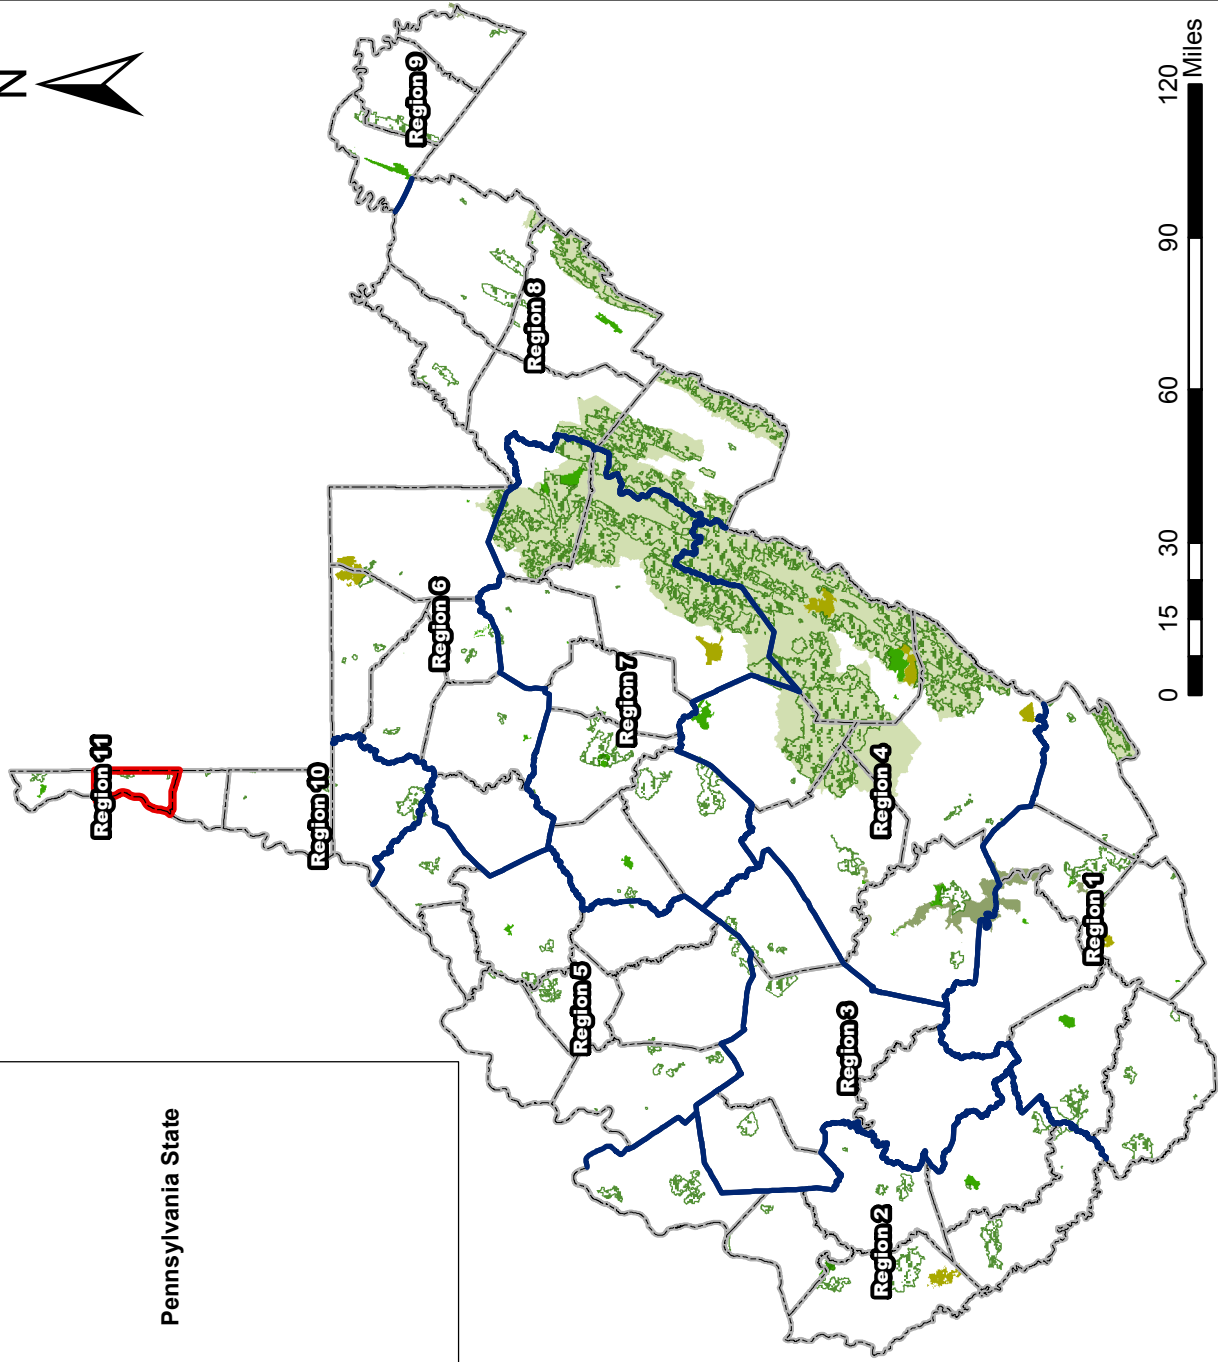 N
Pennsylvania State
Region 11
Region 10
Region 9
Region 8
Region 6
Region 7
Region 5
Region 4
Region 3
Region 2
Region 1
0 15 30 60 90 120
Miles